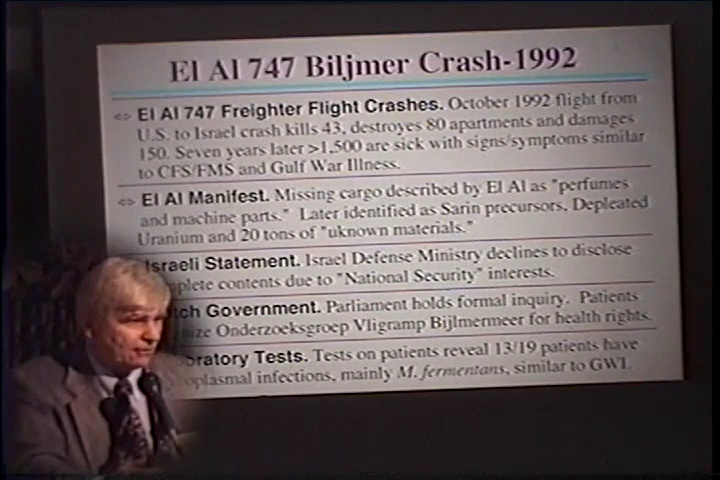 El Al 747 Biljmer Crash-1992
<> El Al 747 Freighter Flight Crashes. October 1992 flight from
U.S. to Israel crash kills 43, destroyes 80 apartments and damages
150. Seven years later >1,500 are sick with signs/symptoms similar
to CFS/FMS and Gulf War Illness.
<> El Al Manifest. Missing cargo described by El Al as "perfumes
and machine parts." Later identified as Sarin precursors, Depleated
Uranium and 20 tons of "uknown materials."
Israeli Statement. Israel Defense Ministry declines to disclose
plete contents due to "National Security" interests.
tch Government. Parliament holds formal inquiry. Patients
nize Onderzoeksgroep Vligramp Bijlmermeer for health rights.
oratory Tests. Tests on patients reveal 13/19 patients have
oplasmal infections, mainly M. fermentans, similar to GWI.